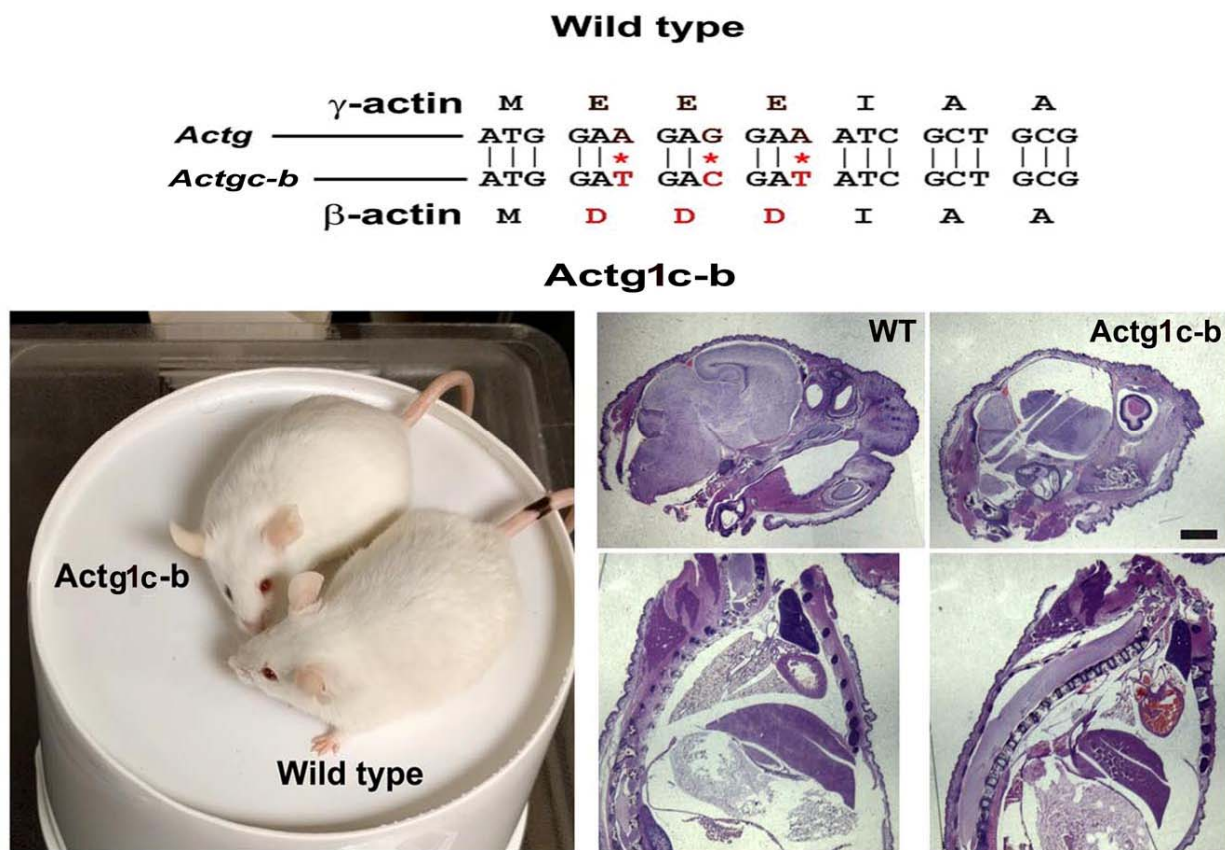 Wild type
γ-actin M E E E I A A
Actg ATG GAA GAG GAA ATC GCT GCG
* * *
Actgc-b ATG GAT GAC GAT ATC GCT GCG
β-actin M D D D I A A
Actg1c-b
WT
Actg1c-b
Actg1c-b
Wild type